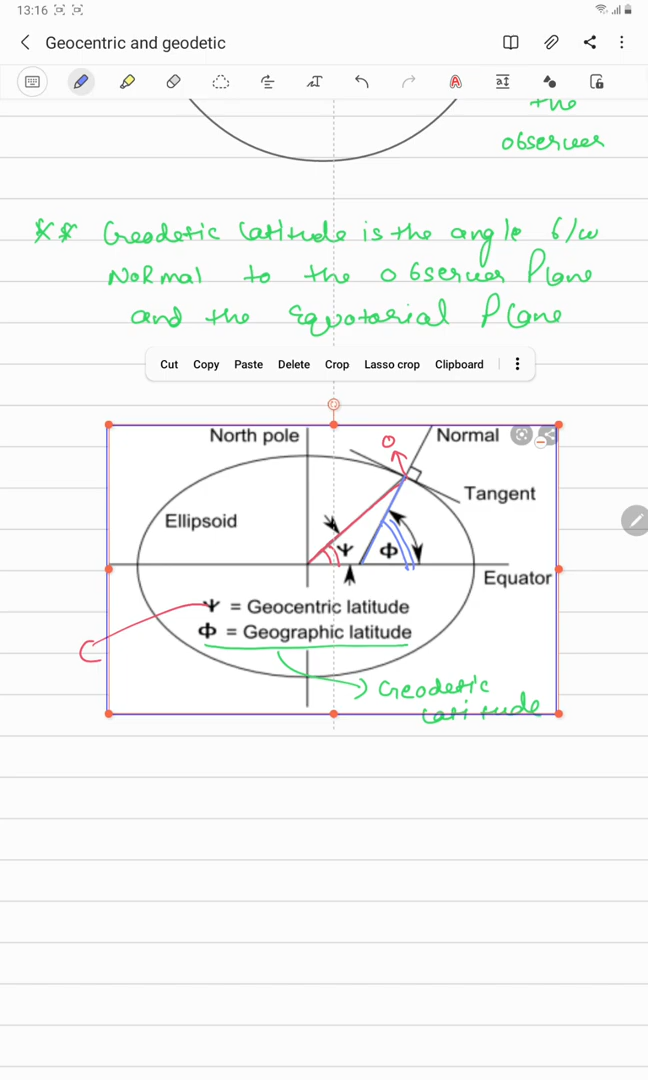 13:16
Geocentric and geodetic
the
observer
** Geodetic latitude is the angle b/w
Normal to the observer Plane
and the Equotorial Plane
Cut Copy Paste Delete Crop Lasso crop Clipboard
North pole
O
Normal
Tangent
Ellipsoid
Ψ
Φ
Equator
Ψ = Geocentric latitude
Φ = Geographic latitude
Geodetic
latitude